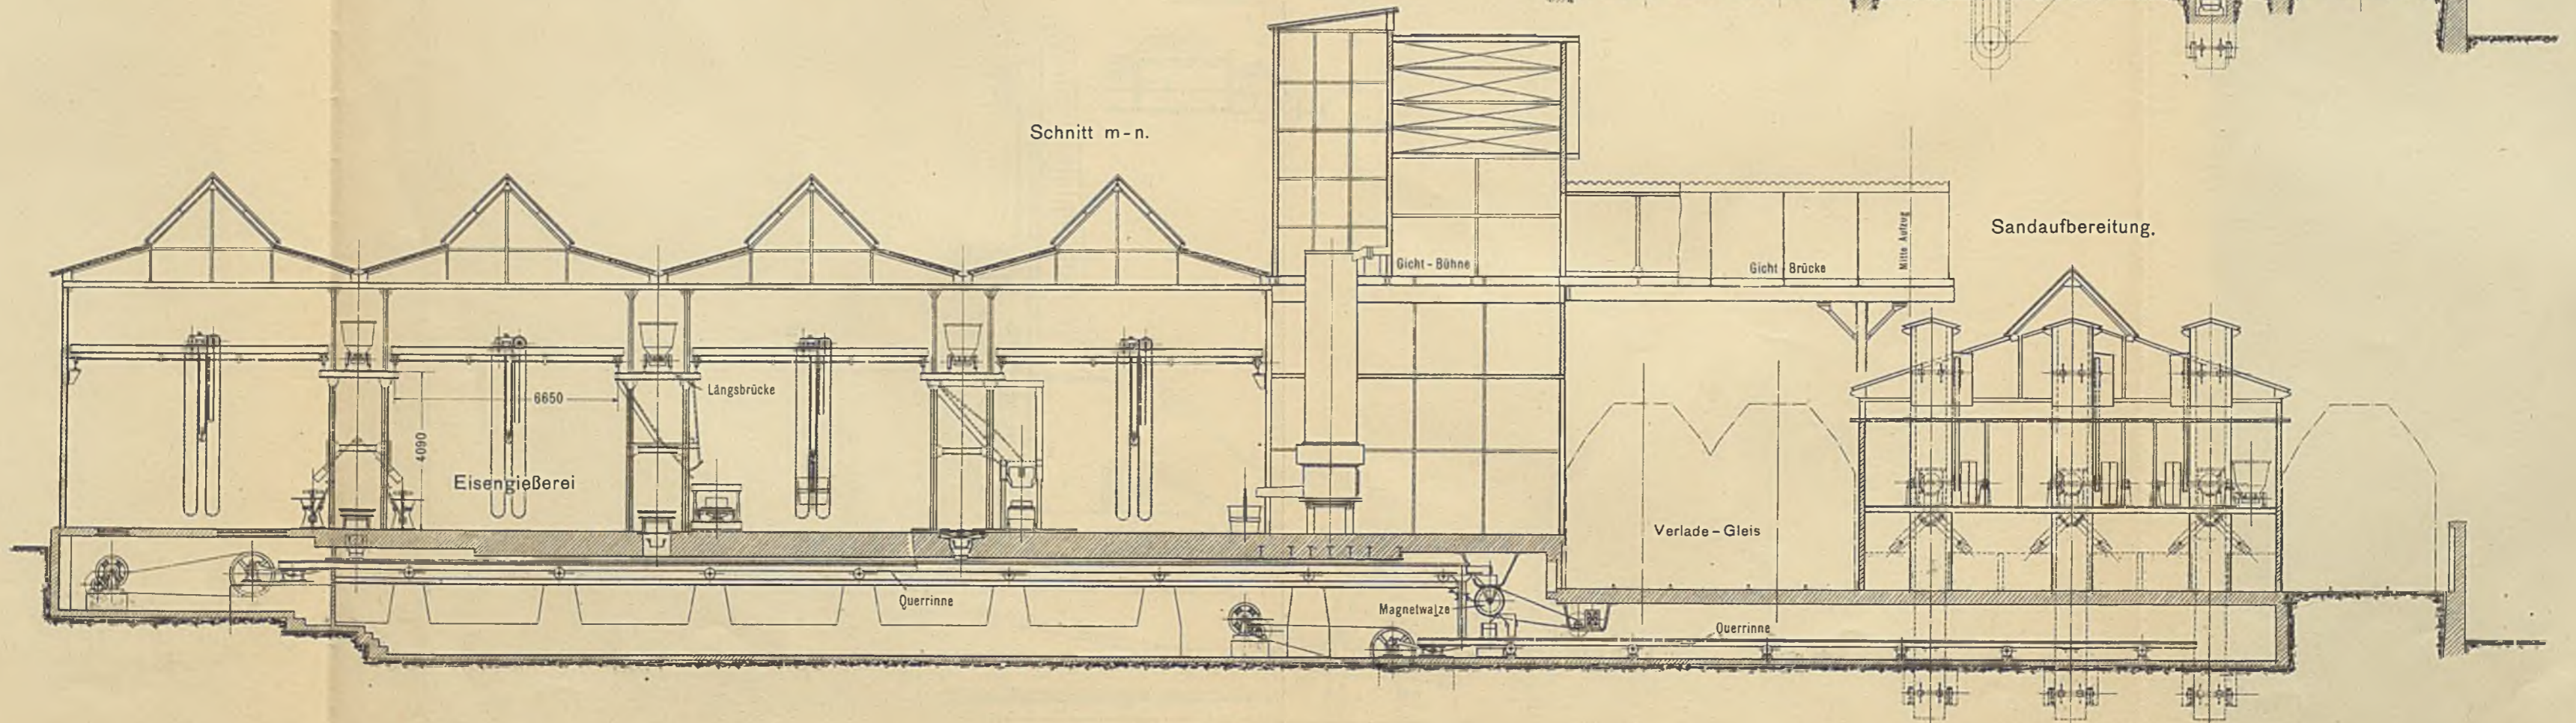 Schnitt m-n.
Sandaufbereitung.
Mitte Aufzug
Gicht-Bühne
Gicht-Brücke
Längsbrücke
6650
4090
Eisengießerei
Verlade-Gleis
Querrinne
Magnetwalze
Querrinne